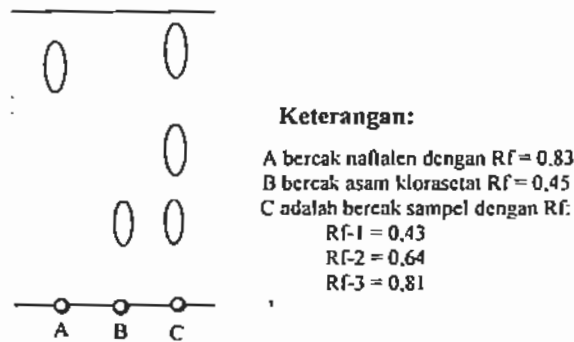 Keterangan:
A bercak naftalen dengan Rf = 0.83
B bercak asam klorasetat Rf = 0,45
C adalah bercak sampel dengan Rf:
Rf-1 = 0,43
Rf-2 = 0,64
Rf-3 = 0,81
A B C